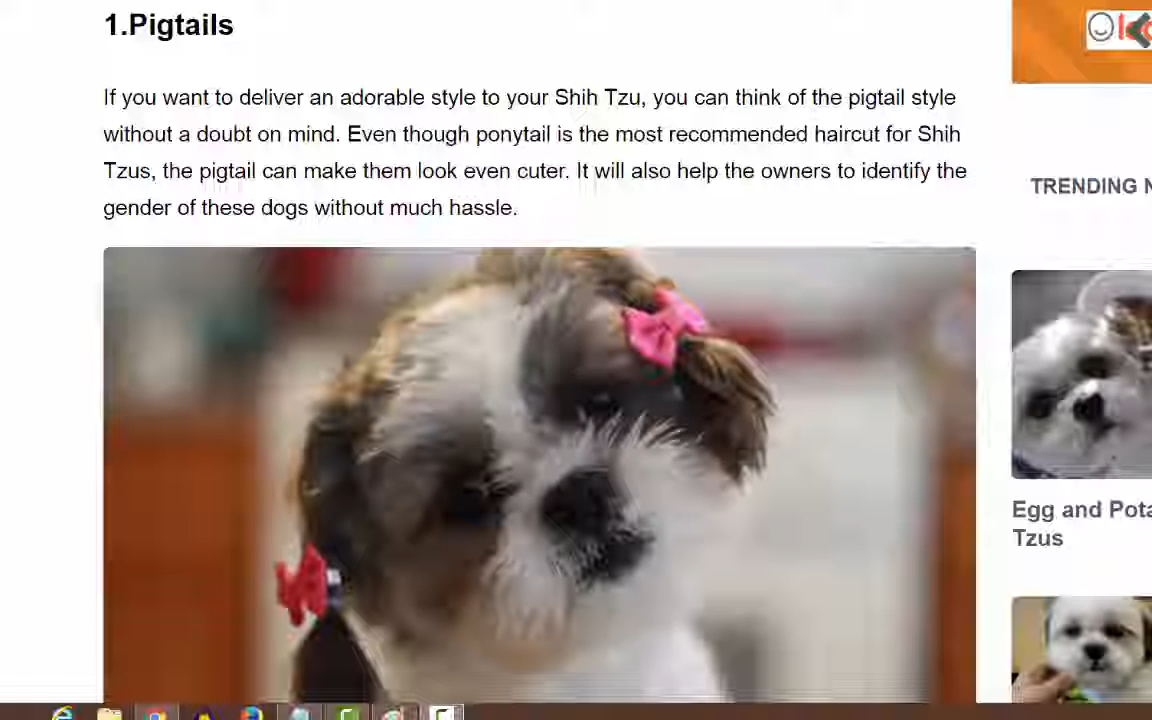 1.Pigtails
If you want to deliver an adorable style to your Shih Tzu, you can think of the pigtail style
without a doubt on mind. Even though ponytail is the most recommended haircut for Shih
Tzus, the pigtail can make them look even cuter. It will also help the owners to identify the
gender of these dogs without much hassle.
TRENDING
Egg and
Tzus